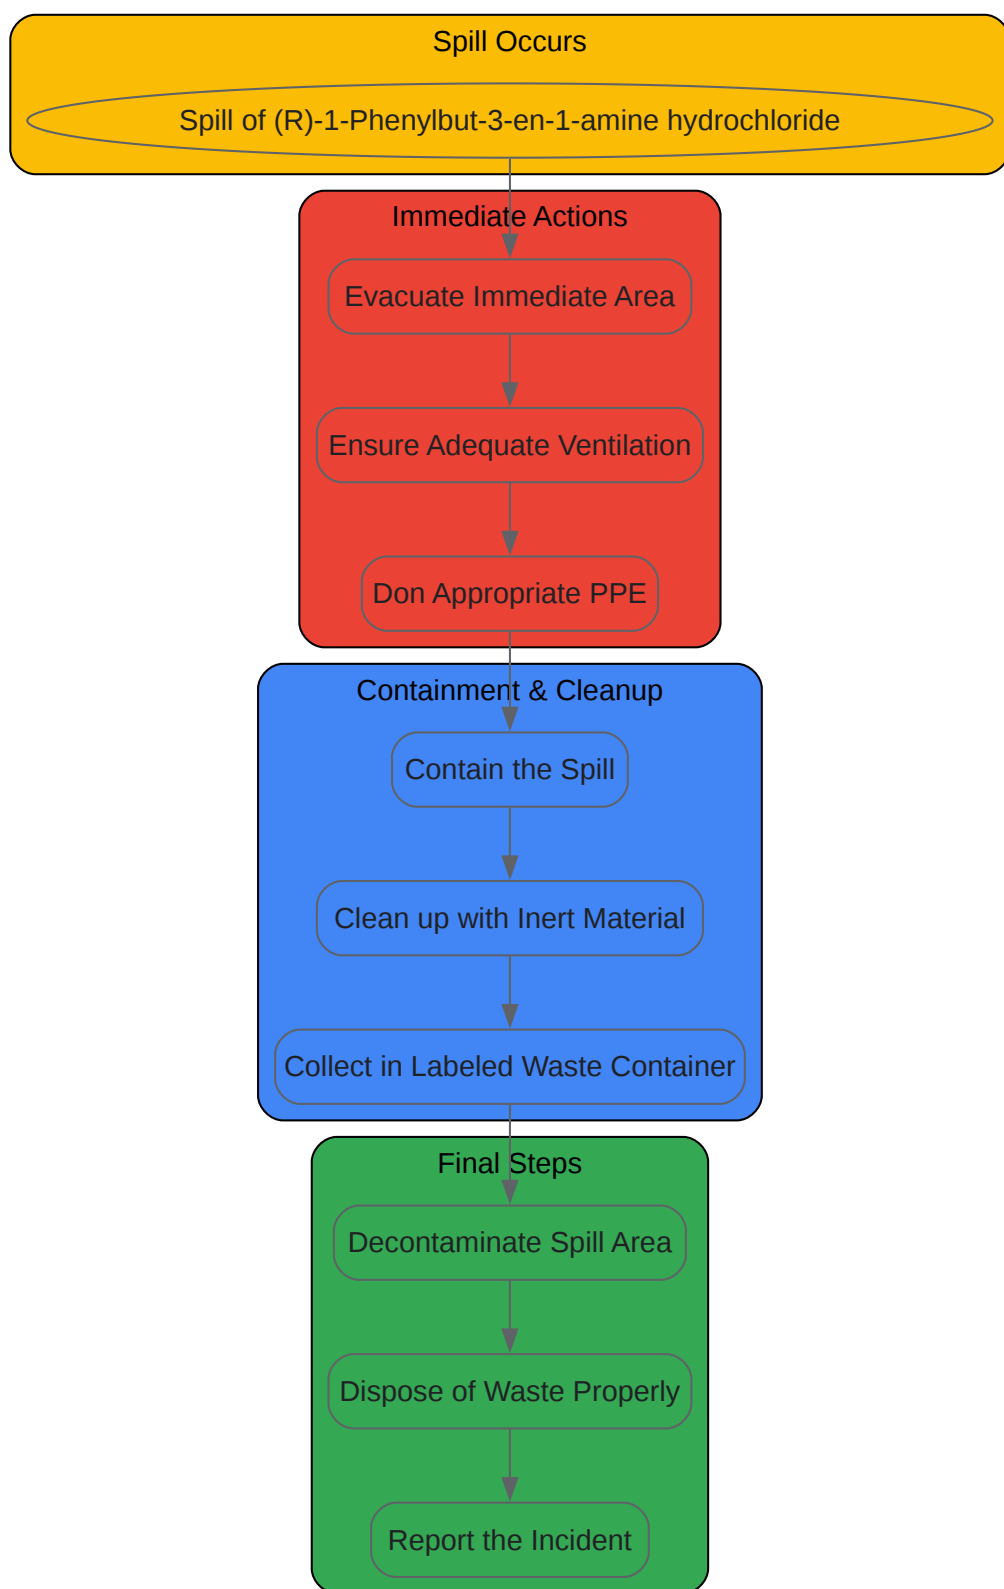 Spill Occurs
Spill of (R)-1-Phenylbut-3-en-1-amine hydrochloride
Immediate Actions
Evacuate Immediate Area
Ensure Adequate Ventilation
Don Appropriate PPE
Containment & Cleanup
Contain the Spill
Clean up with Inert Material
Collect in Labeled Waste Container
Final Steps
Decontaminate Spill Area
Dispose of Waste Properly
Report the Incident